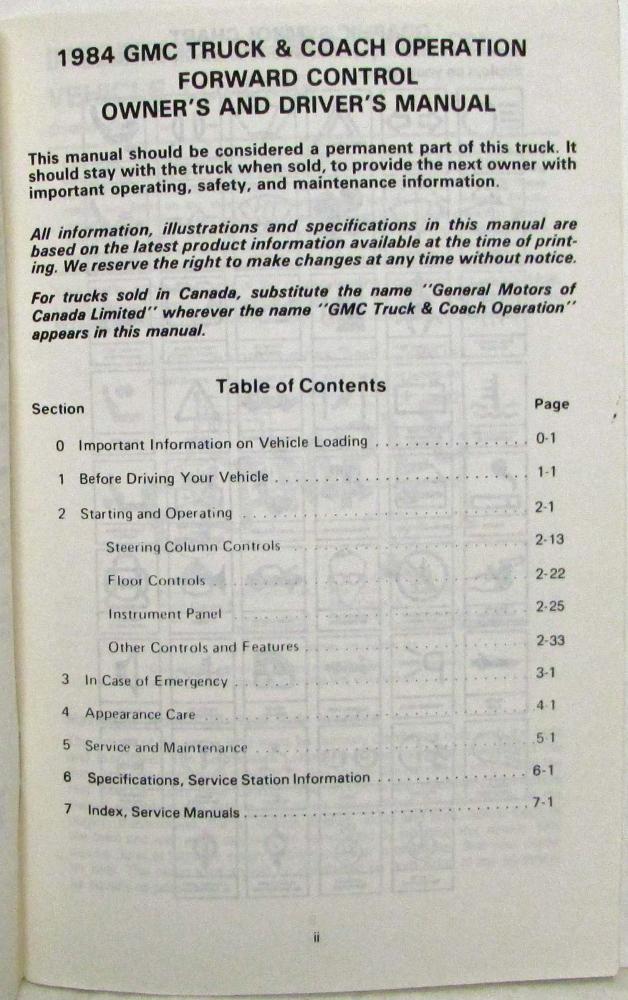 1984 GMC TRUCK & COACH OPERATION
FORWARD CONTROL
OWNER'S AND DRIVER'S MANUAL
This manual should be considered a permanent part of this truck. It
should stay with the truck when sold, to provide the next owner with
important operating, safety, and maintenance information.
All information, illustrations and specifications in this manual are
based on the latest product information available at the time of print-
ing. We reserve the right to make changes at any time without notice.
For trucks sold in Canada, substitute the name "General Motors of
Canada Limited" wherever the name "GMC Truck & Coach Operation"
appears in this manual.
Table of Contents
Section Page
0 Important Information on Vehicle Loading . . . . . . . . . . . . . . . 0-1
1 Before Driving Your Vehicle . . . . . . . . . . . . . . . . . . . . . . . 1-1
2 Starting and Operating . . . . . . . . . . . . . . . . . . . . . . . . . 2-1
Steering Column Controls . . . . . . . . . . . . . . . . . . . . . 2-13
Floor Controls . . . . . . . . . . . . . . . . . . . . . . . . . . . 2-22
Instrument Panel . . . . . . . . . . . . . . . . . . . . . . . . . . 2-25
Other Controls and Features . . . . . . . . . . . . . . . . . . . 2-33
3 In Case of Emergency . . . . . . . . . . . . . . . . . . . . . . . . . . 3-1
4 Appearance Care . . . . . . . . . . . . . . . . . . . . . . . . . . . . 4-1
5 Service and Maintenance . . . . . . . . . . . . . . . . . . . . . . . . 5-1
6 Specifications, Service Station Information . . . . . . . . . . . . 6-1
7 Index, Service Manuals . . . . . . . . . . . . . . . . . . . . . . . . . 7-1
ii